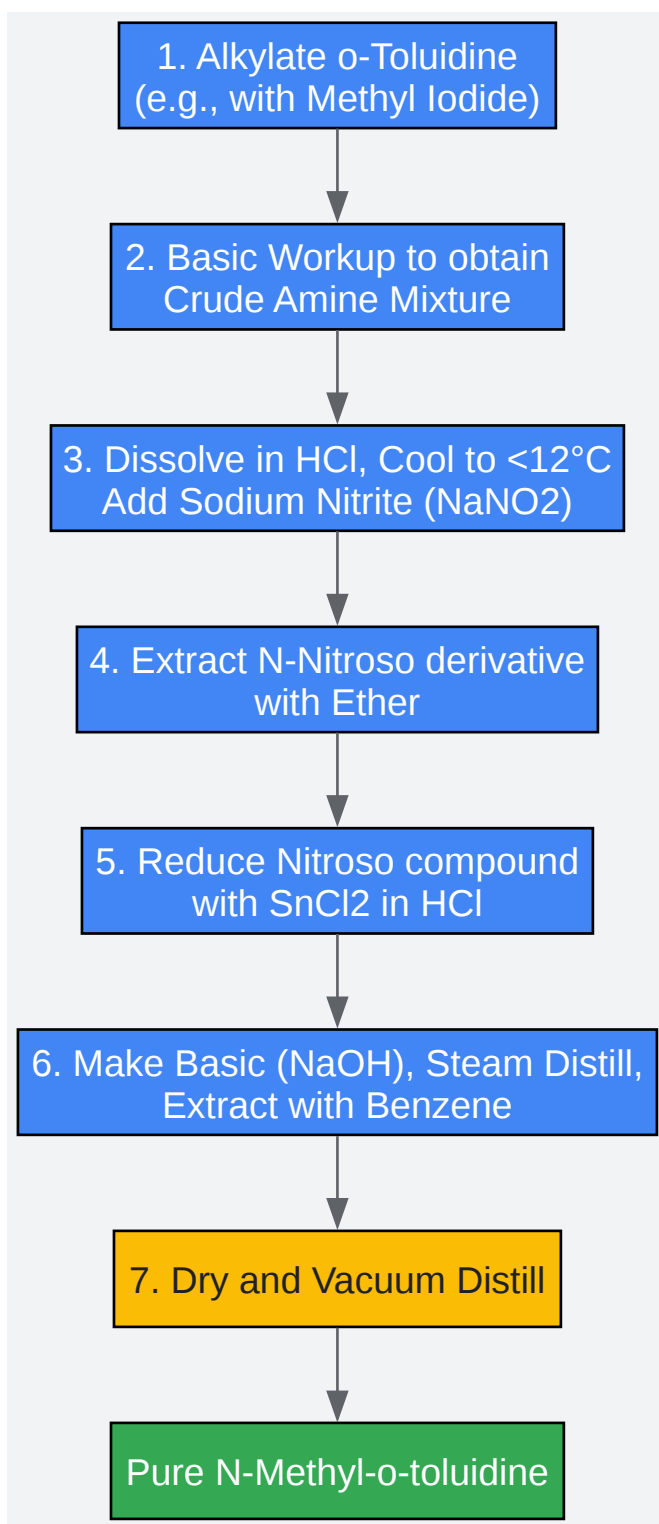 1. Alkylate o-Toluidine
(e.g., with Methyl Iodide)
2. Basic Workup to obtain
Crude Amine Mixture
3. Dissolve in HCl, Cool to <12°C
Add Sodium Nitrite (NaNO2)
4. Extract N-Nitroso derivative
with Ether
5. Reduce Nitroso compound
with SnCl2 in HCl
6. Make Basic (NaOH), Steam Distill,
Extract with Benzene
7. Dry and Vacuum Distill
Pure N-Methyl-o-toluidine